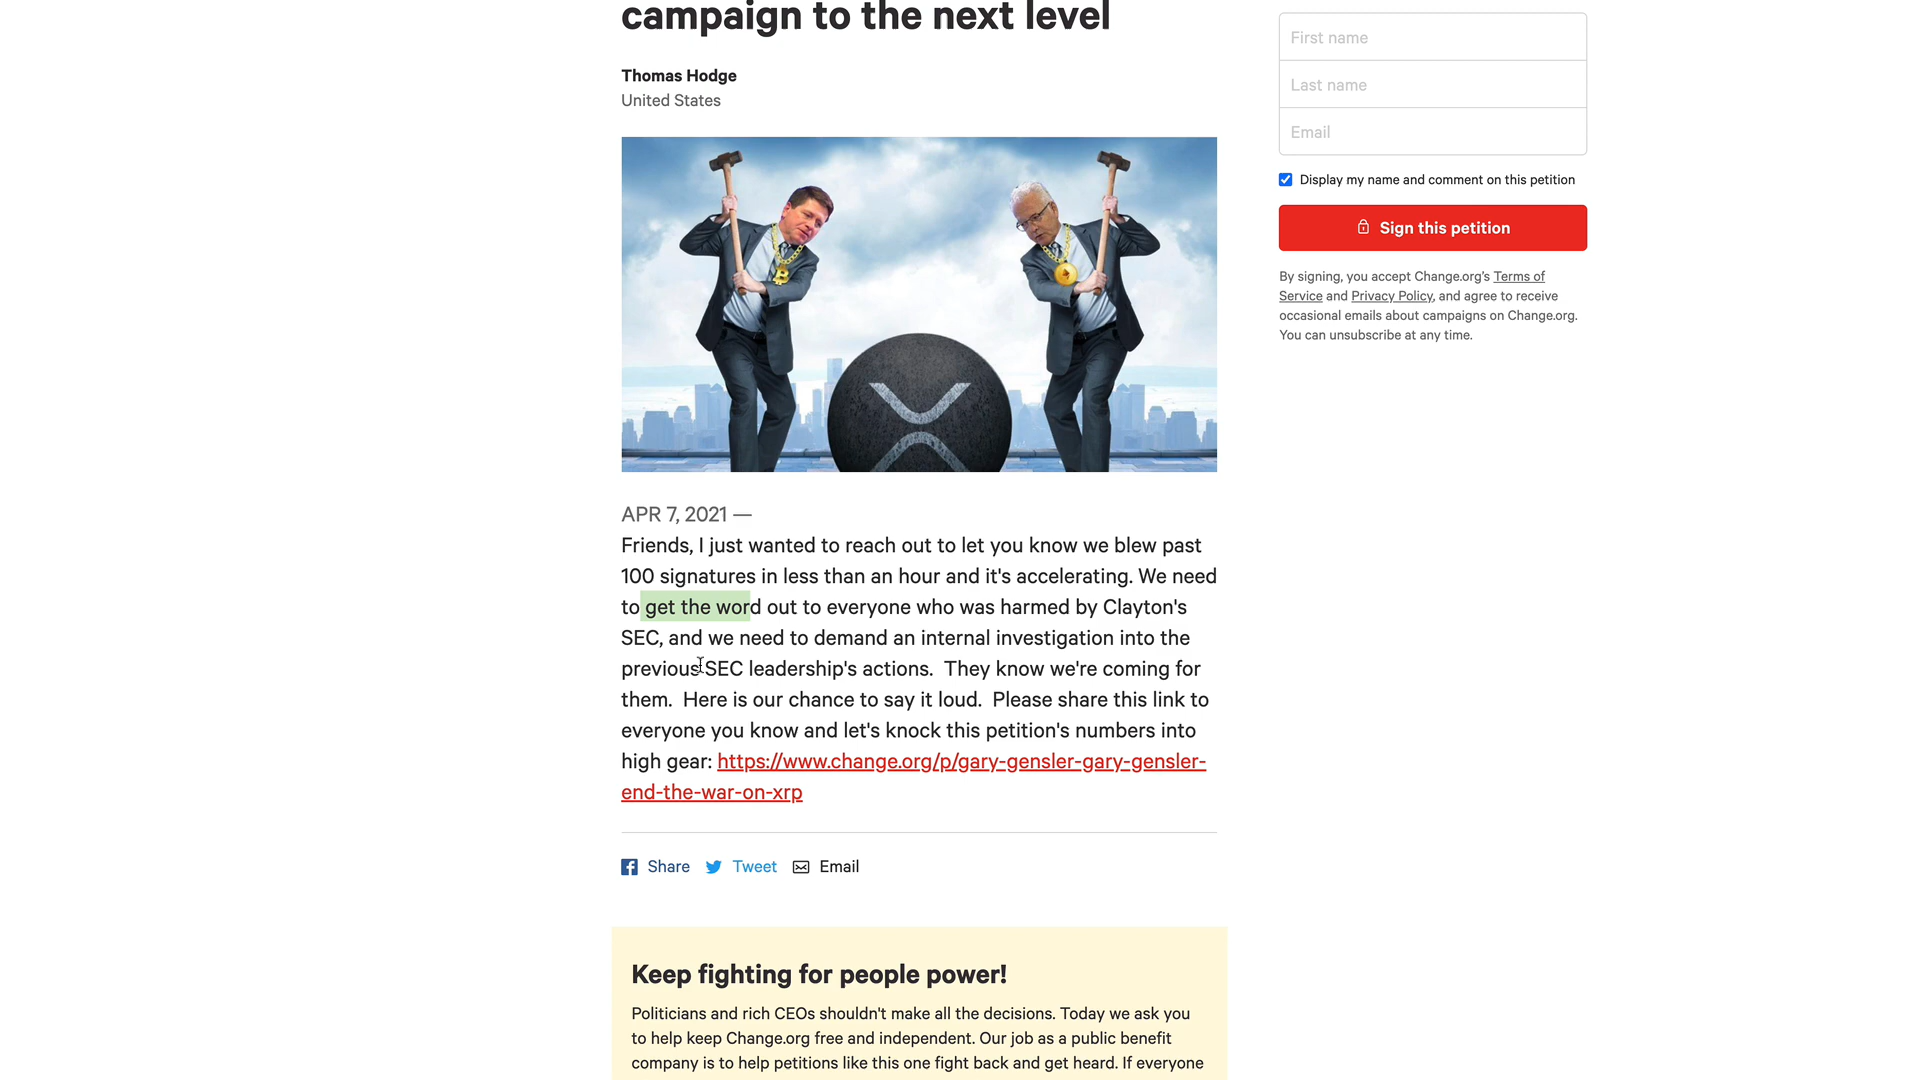 campaign to the next level
Thomas Hodge
United States
APR 7, 2021 —
Friends, I just wanted to reach out to let you know we blew past
100 signatures in less than an hour and it's accelerating. We need
to get the word out to everyone who was harmed by Clayton's
SEC, and we need to demand an internal investigation into the
previous SEC leadership's actions.  They know we're coming for
them.  Here is our chance to say it loud.  Please share this link to
everyone you know and let's knock this petition's numbers into
high gear: https://www.change.org/p/gary-gensler-gary-gensler-
end-the-war-on-xrp
Share Tweet Email
Keep fighting for people power!
Politicians and rich CEOs shouldn't make all the decisions. Today we ask you
to help keep Change.org free and independent. Our job as a public benefit
company is to help petitions like this one fight back and get heard. If everyone
First name
Last name
Email
Display my name and comment on this petition
Sign this petition
By signing, you accept Change.org's Terms of
Service and Privacy Policy, and agree to receive
occasional emails about campaigns on Change.org.
You can unsubscribe at any time.